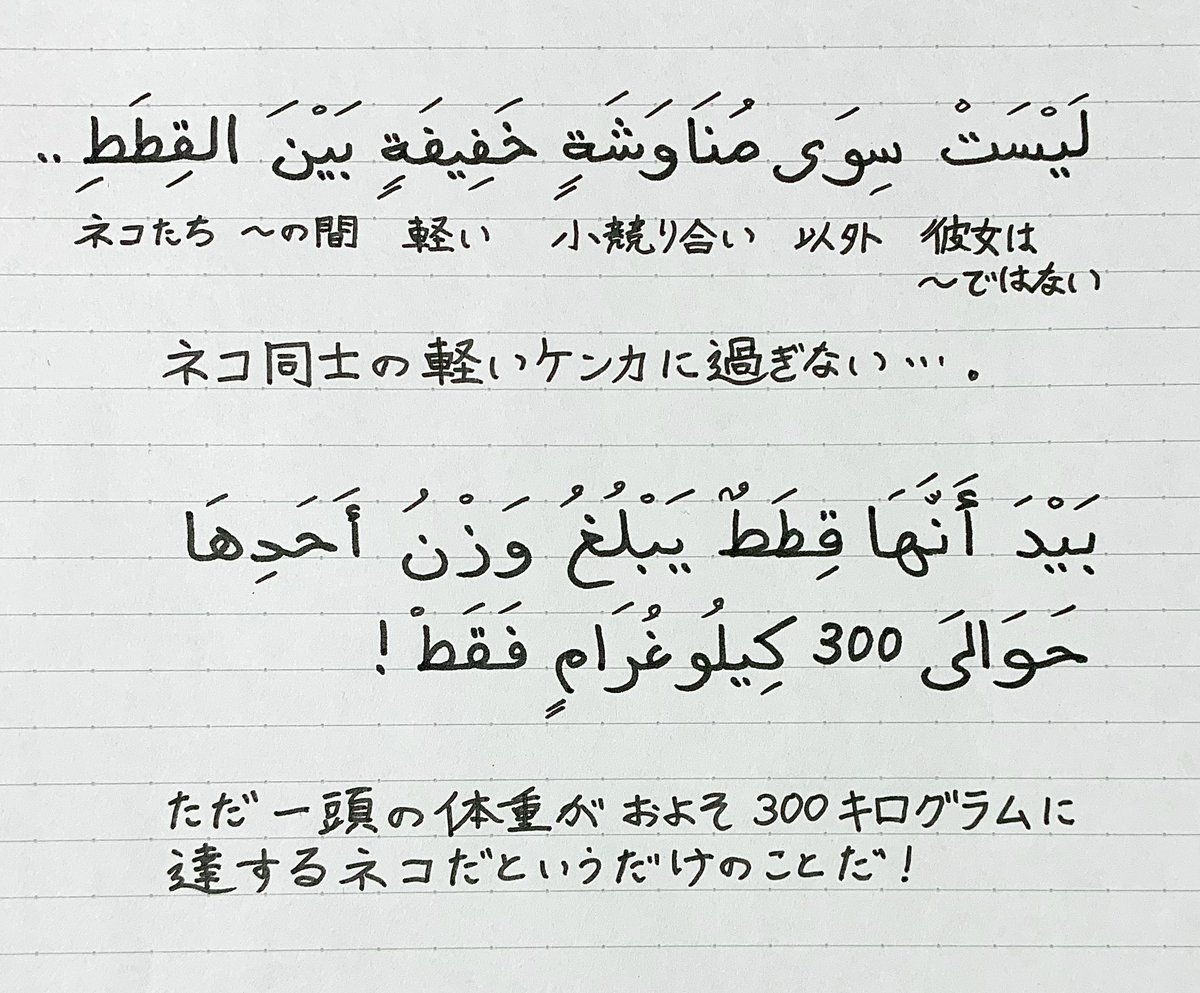 لَيْسَتْ سِوَى مُنَاوَشَةٍ خَفِيفَةٍ بَيْنَ القِطَطِ..
ネコたち ～の間 軽い 小競り合い 以外 彼女は
～ではない
ネコ同士の軽いケンカに過ぎない…。
بَيْدَ أَنَّهَا قِطَطٌ يَبْلُغُ وَزْنُ أَحَدِهَا
حَوَالَى 300 كِيلُوغُرَامٍ فَقَطْ!
ただ一頭の体重がおよそ300キログラムに
達するネコだというだけのことだ！